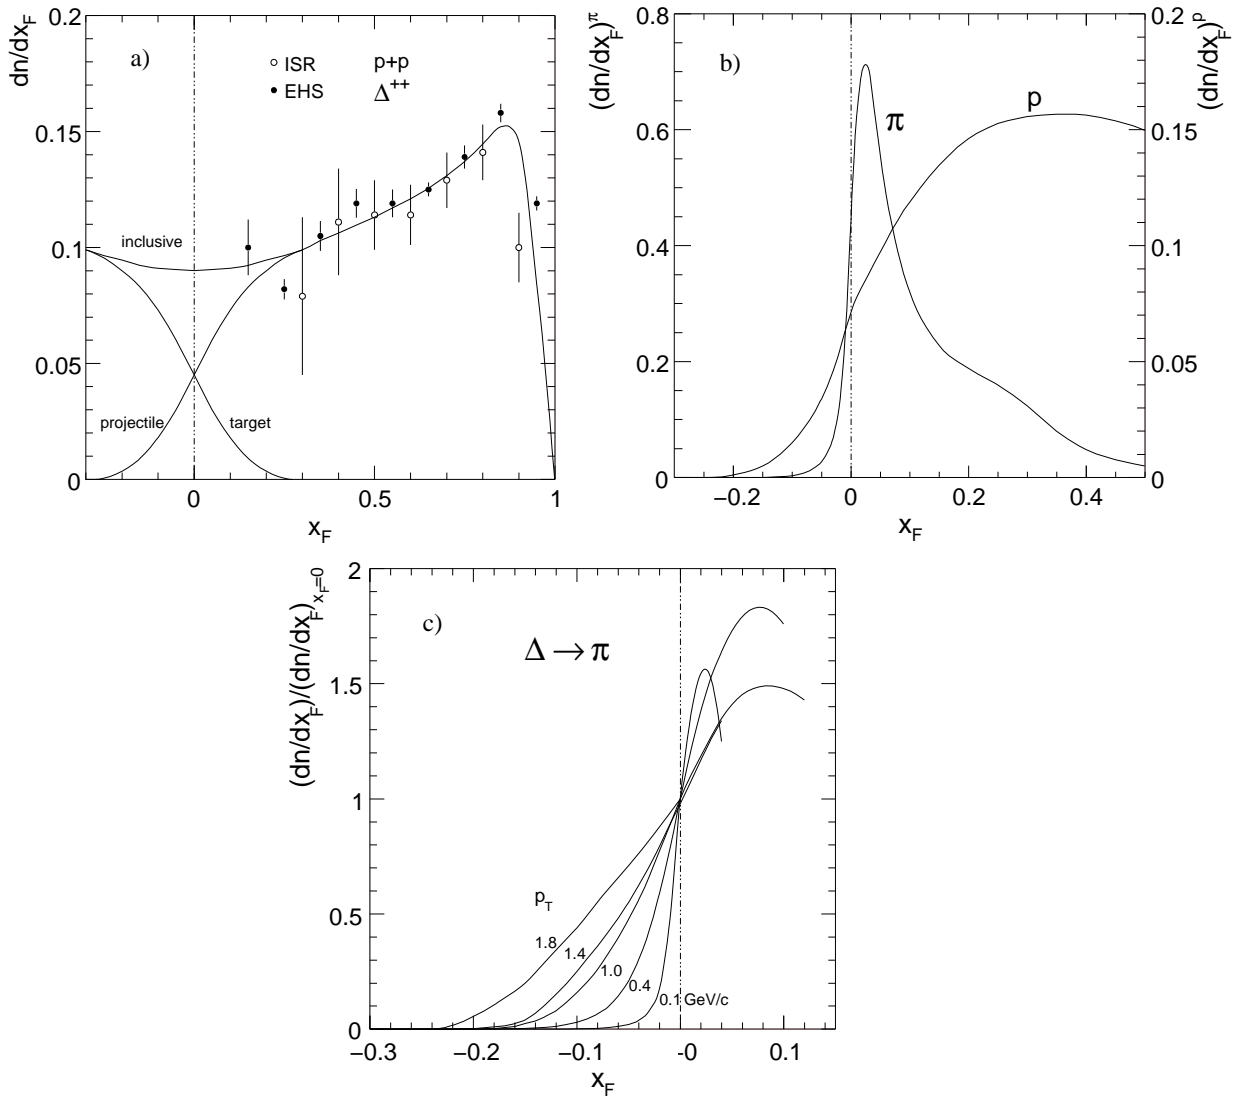 dn/dx_F
0.2
0.15
0.1
0.05
0
a)
ISR
p+p
EHS
Δ++
inclusive
projectile
target
0
0.5
1
x_F
(dn/dx_F)^π
0.8
0.6
0.4
0.2
0
b)
π
p
(dn/dx_F)^p
0.2
0.15
0.1
0.05
0
−0.2
0
0.2
0.4
x_F
(dn/dx_F)/(dn/dx_F)_{x_F=0}
2
1.5
1
0.5
0
c)
Δ → π
p_T
1.8
1.4
1.0
0.4
0.1 GeV/c
−0.3
−0.2
−0.1
-0
0.1
x_F